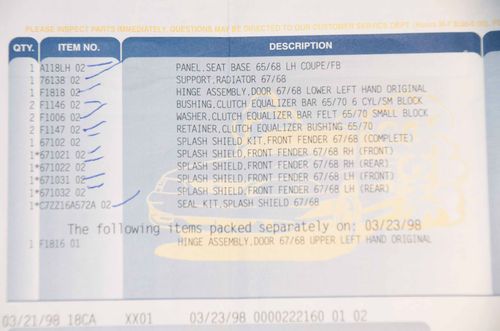 PLEASE INSPECT PARTS IMMEDIATELY, QUESTIONS MAY BE DIRECTED TO OUR CUSTOMER SERVICE DEPT
QTY. ITEM NO. DESCRIPTION
1 A118LH 02 PANEL,SEAT BASE 65/68 LH COUPE/FB
1 76138 02 SUPPORT,RADIATOR 67/68
1 F1818 02 HINGE ASSEMBLY,DOOR 67/68 LOWER LEFT HAND ORIGINAL
2 F1146 02 BUSHING,CLUTCH EQUALIZER BAR 65/70 6 CYL/SM BLOCK
2 F1006 02 WASHER,CLUTCH EQUALIZER BAR FELT 65/70 SMALL BLOCK
2 F1147 02 RETAINER,CLUTCH EQUALIZER BUSHING 65/70
1 67102 02 SPLASH SHIELD KIT,FRONT FENDER 67/68 (COMPLETE)
1*671021 02 SPLASH SHIELD,FRONT FENDER 67/68 RH (FRONT)
1*671022 02 SPLASH SHIELD,FRONT FENDER 67/68 RH (REAR)
1*671031 02 SPLASH SHIELD,FRONT FENDER 67/68 LH (FRONT)
1*671032 02 SPLASH SHIELD,FRONT FENDER 67/68 LH (REAR)
1*C7ZZ16A572A 02 SEAL KIT,SPLASH SHIELD 67/68
The following items packed separately on: 03/23/98
1 F1816 01 HINGE ASSEMBLY,DOOR 67/68 UPPER LEFT HAND ORIGINAL
03/21/98 18CA XX01 03/23/98 0000222160 01 02